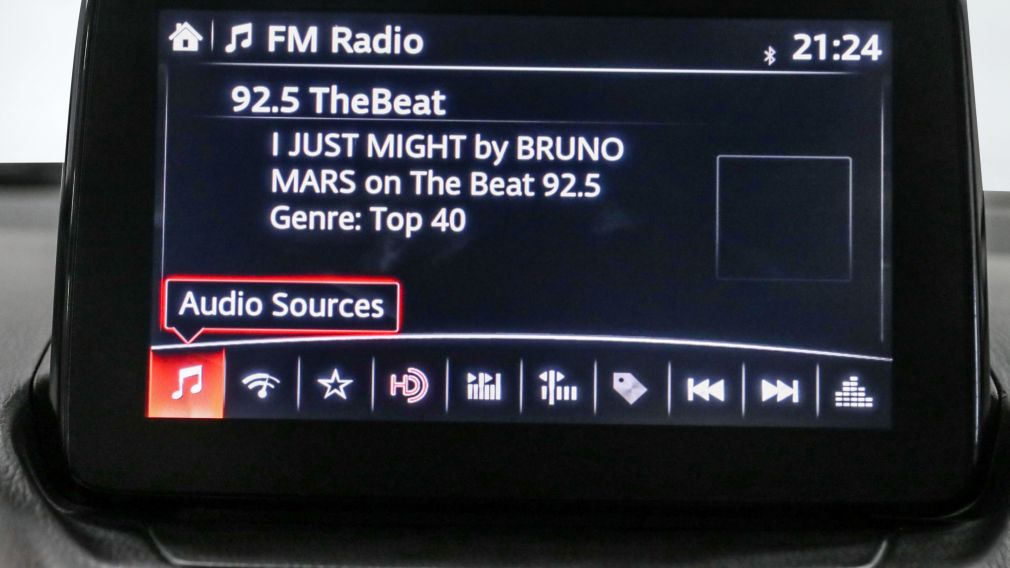 FM Radio
21:24
92.5 TheBeat
I JUST MIGHT by BRUNO
MARS on The Beat 92.5
Genre: Top 40
Audio Sources
HD